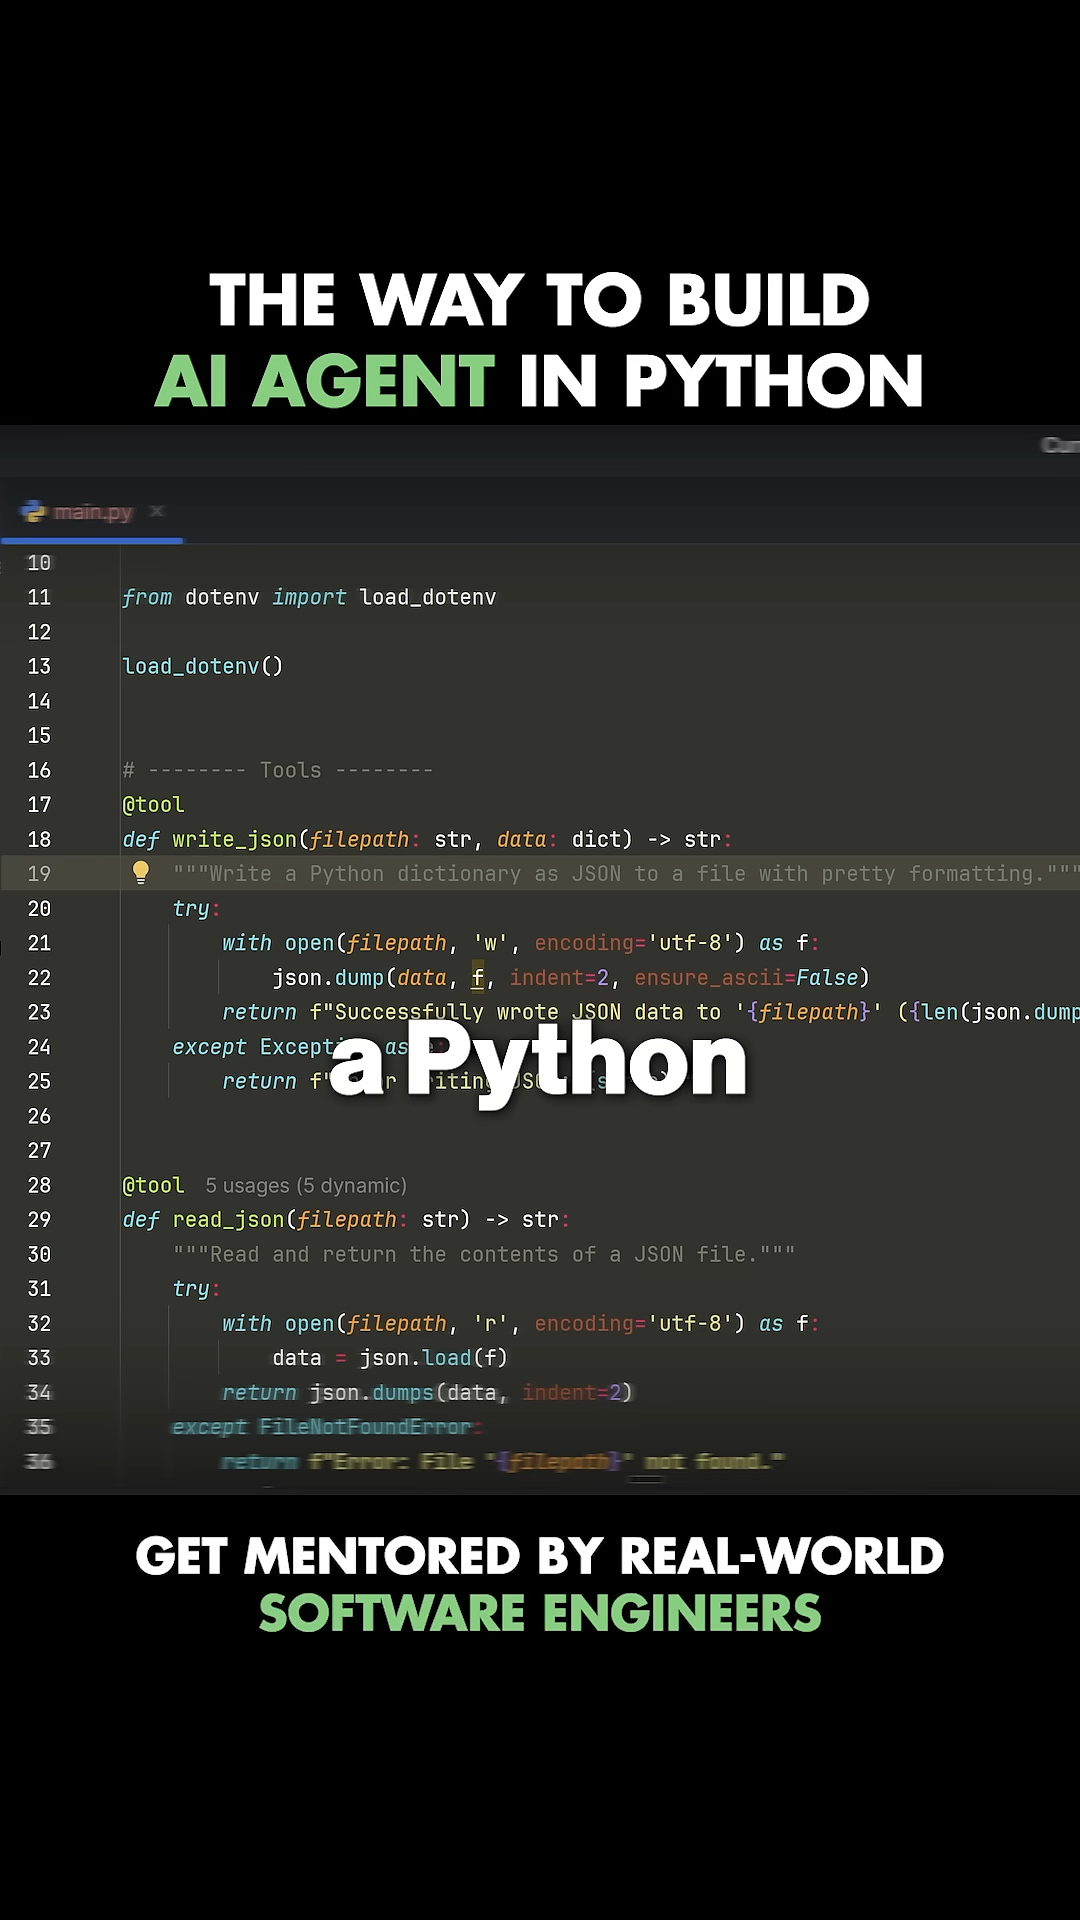 THE WAY TO BUILD
AI AGENT IN PYTHON
main.py
10
11 from dotenv import load_dotenv
12
13 load_dotenv()
14
15
16 # -------- Tools --------
17 @tool
18 def write_json(filepath: str, data: dict) -> str:
19 """Write a Python dictionary as JSON to a file with pretty formatting."""
20 try:
21 with open(filepath, 'w', encoding='utf-8') as f:
22 json.dump(data, f, indent=2, ensure_ascii=False)
23 return f"Successfully wrote JSON data to '{filepath}' ({len(json.dump
24 except as
a Python
25 return f"
26
27
28 @tool 5 usages (5 dynamic)
29 def read_json(filepath: str) -> str:
30 """Read and return the contents of a JSON file."""
31 try:
32 with open(filepath, 'r', encoding='utf-8') as f:
33 data = json.load(f)
34 return json.dumps(data, indent=2)
35 except FileNotFoundError:
36 return f"Error: File '{filepath}' not found."
GET MENTORED BY REAL-WORLD
SOFTWARE ENGINEERS